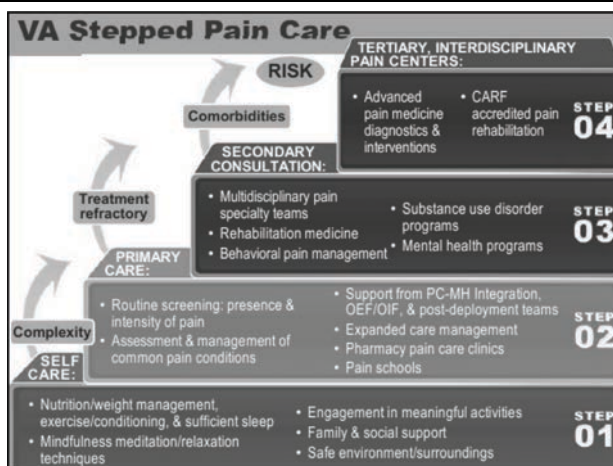 VA Stepped Pain Care
TERTIARY, INTERDISCIPLINARY
PAIN CENTERS:
RISK
• Advanced
pain medicine
diagnostics &
interventions
• CARF
accredited pain
rehabilitation
STEP
04
Comorbidities
SECONDARY
CONSULTATION:
• Multidisciplinary pain
specialty teams
• Rehabilitation medicine
• Behavioral pain management
• Substance use disorder
programs
• Mental health programs
STEP
03
Treatment
refractory
PRIMARY
CARE:
• Routine screening: presence &
intensity of pain
• Assessment & management of
common pain conditions
• Support from PC-MH Integration,
OEF/OIF, & post-deployment teams
• Expanded care management
• Pharmacy pain care clinics
• Pain schools
STEP
02
Complexity
SELF
CARE:
• Nutrition/weight management,
exercise/conditioning, & sufficient sleep
• Mindfulness meditation/relaxation
techniques
• Engagement in meaningful activities
• Family & social support
• Safe environment/surroundings
STEP
01